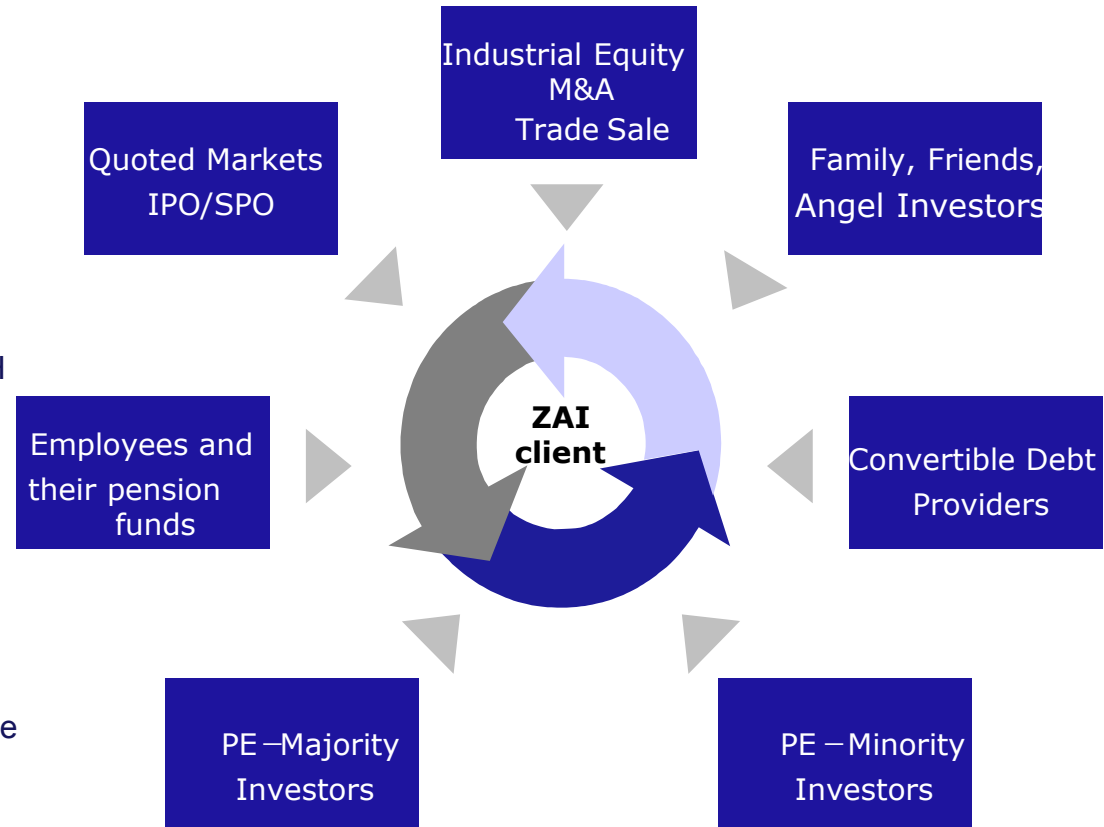 Industrial Equity
M&A
Trade Sale
Quoted Markets
IPO/SPO
Family, Friends,
Angel Investors
ZAI
client
Employees and
their pension
funds
Convertible Debt
Providers
PE –Majority
Investors
PE – Minority
Investors